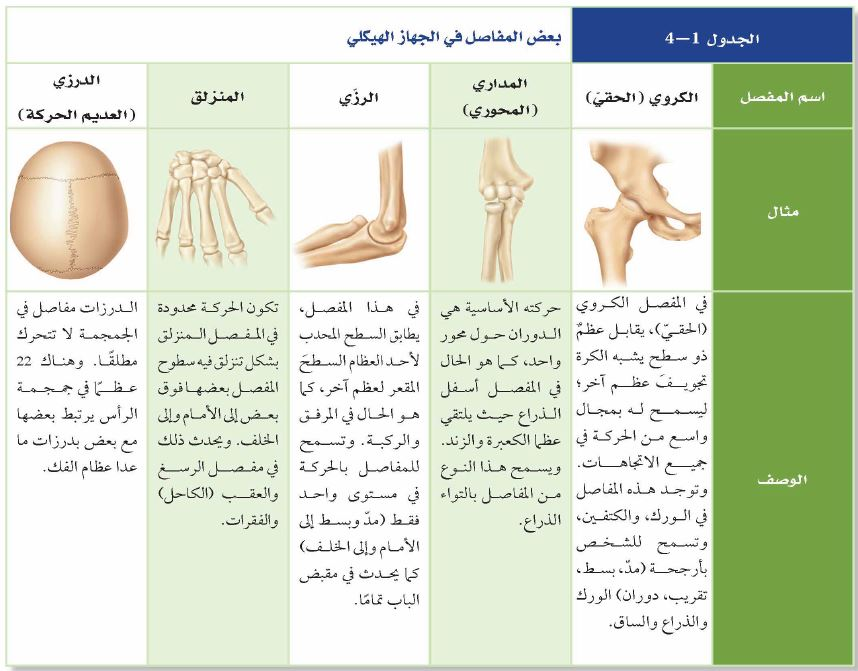 الجدول 1-4
بعض المفاصل في الجهاز الهيكلي
اسم المفصل
الكروي (الحقيّ)
المداري
(المحوري)
الرزّي
المنزلق
الدرزي
(العديم الحركة)
مثال
الوصف
في المفصل الكروي
(الحقيّ)، يقابل عظمٌ
ذو سطح يشبه الكرة
تجويفَ عظم آخر؛
ليسمح له بمجال
واسع من الحركة في
جميع الاتجاهات.
وتوجد هذه المفاصل
في الورك، والكتفين،
وتسمح للشخص
بأرجحة (مدّ، بسط،
تقريب، دوران) الورك
والذراع والساق.
حركته الأساسية هي
الدوران حول محور
واحد، كما هو الحال
في المفصل أسفل
الذراع حيث يلتقي
عظما الكعبرة والزند.
ويسمح هذا النوع
من المفاصل بالتواء
الذراع.
في هذا المفصل،
يطابق السطح المحدب
لأحد العظام السطحَ
المقعر لعظم آخر، كما
هو الحال في المرفق
والركبة. وتسمح
للمفاصل بالحركة
في مستوى واحد
فقط (مدّ وبسط إلى
الأمام وإلى الخلف)
كما يحدث في مقبض
الباب تمامًا.
تكون الحركة محدودة
في المفصل المنزلق
بشكل تنزلق فيه سطوح
المفصل بعضها فوق
بعض إلى الأمام وإلى
الخلف. ويحدث ذلك
في مفصل الرسغ
والعقب (الكاحل)
والفقرات.
الدرزات مفاصل في
الجمجمة لا تتحرك
مطلقًا. وهناك 22
عظمًا في جمجمة
الرأس يرتبط بعضها
مع بعض بدرزات ما
عدا عظام الفك.